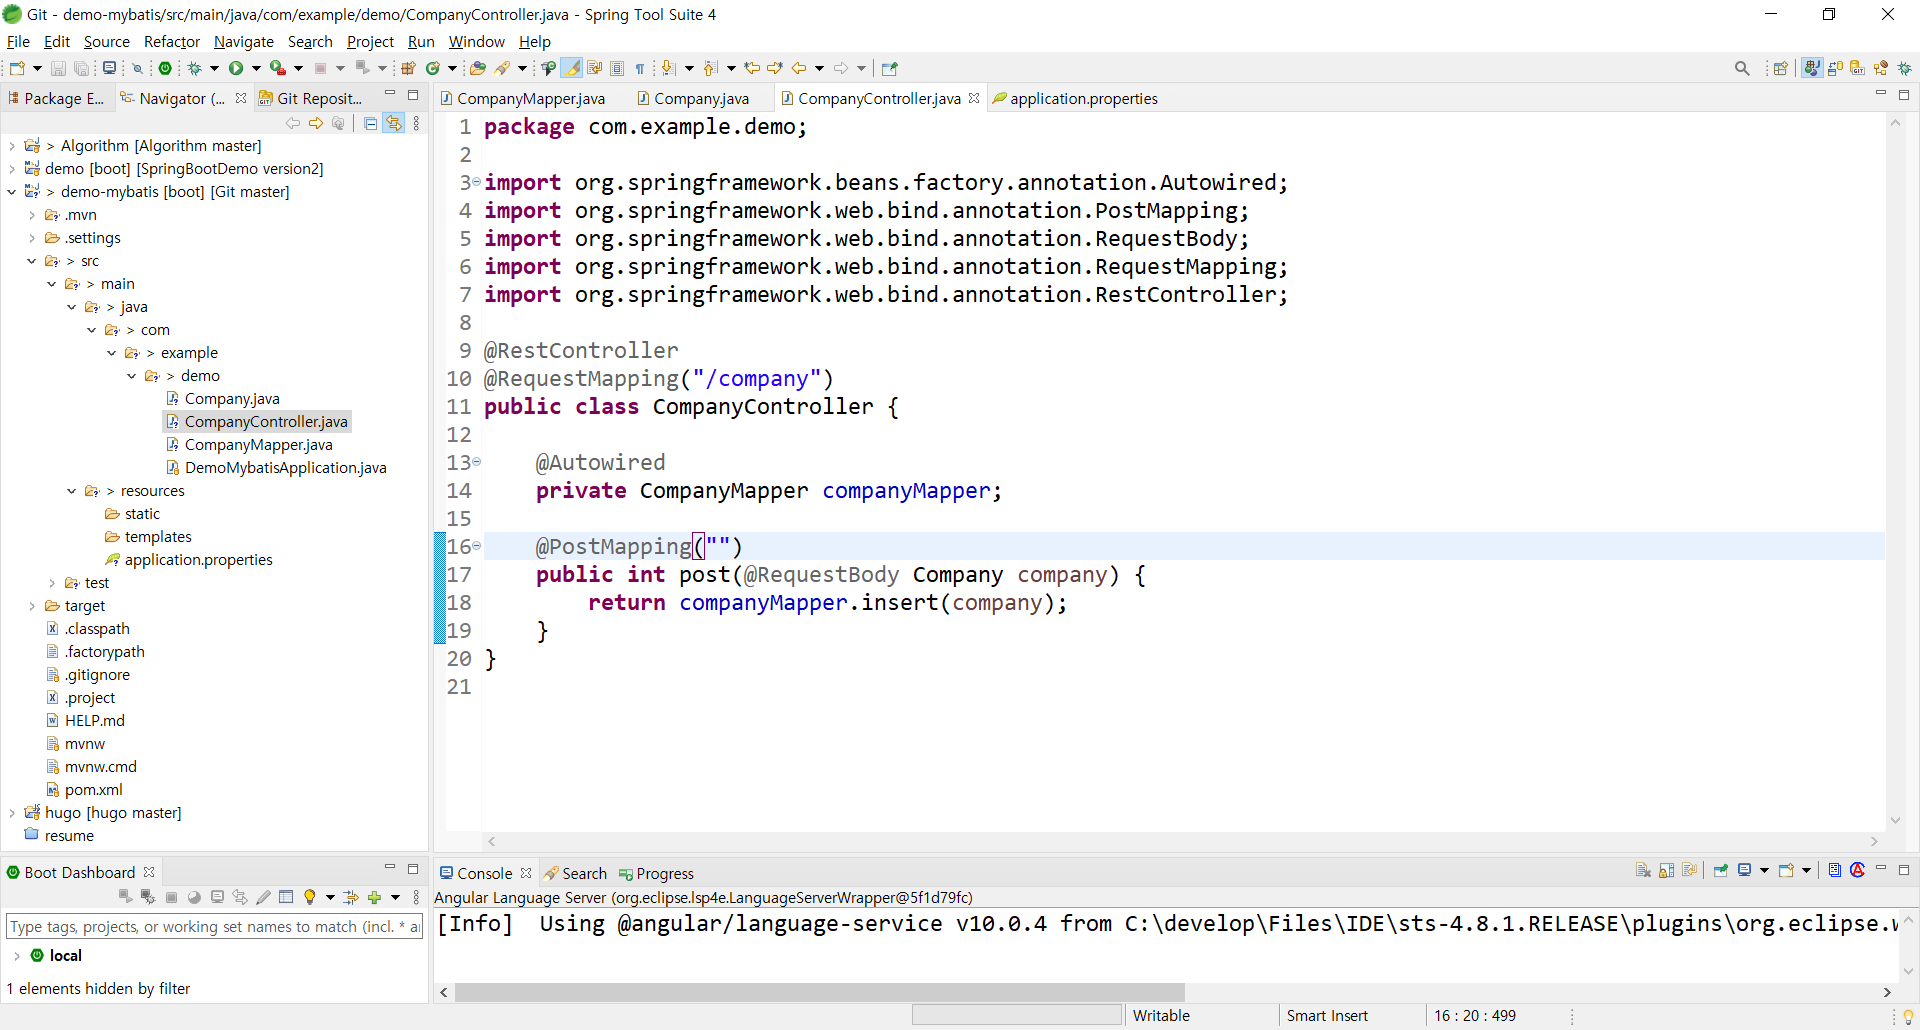 Git - demo-mybatis/src/main/java/com/example/demo/CompanyController.java - Spring Tool Suite 4
File Edit Source Refactor Navigate Search Project Run Window Help
Package E... Navigator (... Git Reposit...
> Algorithm [Algorithm master]
demo [boot] [SpringBootDemo version2]
> demo-mybatis [boot] [Git master]
.mvn
.settings
> src
> main
> java
> com
> example
> demo
Company.java
CompanyController.java
CompanyMapper.java
DemoMybatisApplication.java
> resources
static
templates
application.properties
test
target
.classpath
.factorypath
.gitignore
.project
HELP.md
mvnw
mvnw.cmd
pom.xml
hugo [hugo master]
resume
CompanyMapper.java Company.java CompanyController.java application.properties
1 package com.example.demo;
2
3 import org.springframework.beans.factory.annotation.Autowired;
4 import org.springframework.web.bind.annotation.PostMapping;
5 import org.springframework.web.bind.annotation.RequestBody;
6 import org.springframework.web.bind.annotation.RequestMapping;
7 import org.springframework.web.bind.annotation.RestController;
8
9 @RestController
10 @RequestMapping("/company")
11 public class CompanyController {
12
13 @Autowired
14 private CompanyMapper companyMapper;
15
16 @PostMapping("")
17 public int post(@RequestBody Company company) {
18 return companyMapper.insert(company);
19 }
20 }
21
Boot Dashboard
Type tags, projects, or working set names to match (incl. * a
local
1 elements hidden by filter
Console Search Progress
Angular Language Server (org.eclipse.lsp4e.LanguageServerWrapper@5f1d79fc)
[Info] Using @angular/language-service v10.0.4 from C:\develop\Files\IDE\sts-4.8.1.RELEASE\plugins\org.eclipse.w
Writable Smart Insert 16 : 20 : 499